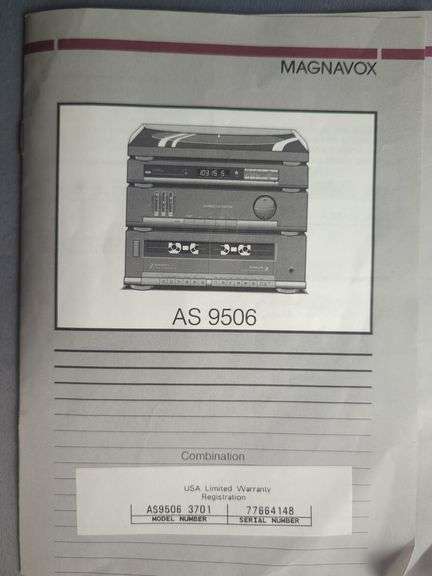 MAGNAVOX
AS 9506
Combination
USA Limited Warranty
Registration
AS9506 3701 77664148
MODEL NUMBER SERIAL NUMBER